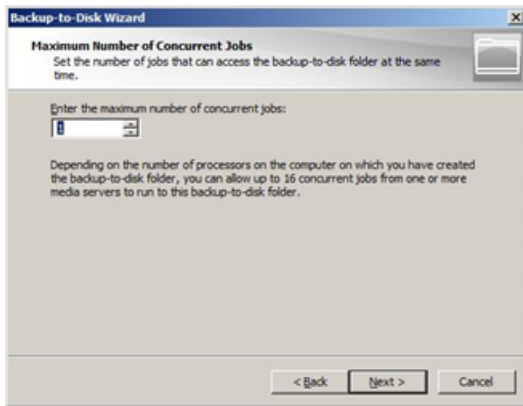 Backup-to-Disk Wizard
Maximum Number of Concurrent Jobs
Set the number of jobs that can access the backup-to-disk folder at the same
time.
Enter the maximum number of concurrent jobs:
1
Depending on the number of processors on the computer on which you have created
the backup-to-disk folder, you can allow up to 16 concurrent jobs from one or more
media servers to run to this backup-to-disk folder.
< Back
Next >
Cancel